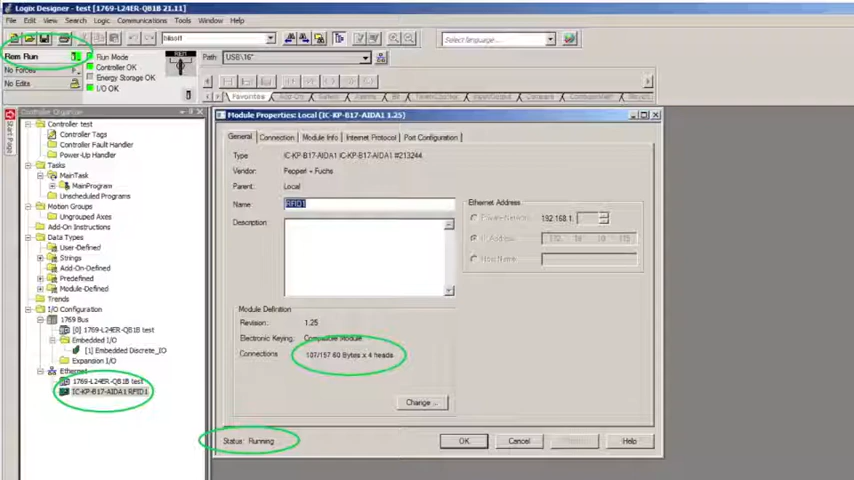 Logix Designer - test [1769-L24ER-QB1B 21.11]
File Edit View Search Logic Communications Tools Window Help
Select language...
Rem Run
Run Mode
Controller OK
Energy Storage OK
I/O OK
No Forces
No Edits
Path: USB\16*
Favorites
Add-On
Alarms
Start Page
Controller Organizer
Controller test
Controller Tags
Controller Fault Handler
Power-Up Handler
Tasks
MainTask
MainProgram
Unscheduled Programs
Motion Groups
Ungrouped Axes
Add-On Instructions
Data Types
User-Defined
Strings
Add-On-Defined
Predefined
Module-Defined
Trends
I/O Configuration
1769 Bus
[0] 1769-L24ER-QB1B test
Embedded I/O
[1] Embedded Discrete_IO
Expansion I/O
Ethernet
1769-L24ER-QB1B test
IC-KP-B17-AIDA1 RFID1
Module Properties: Local (IC-KP-B17-AIDA1 1.25)
General Connection Module Info Internet Protocol Port Configuration
Type IC-KP-B17-AIDA1 IC-KP-B17-AIDA1 #213244
Vendor: Pepperl + Fuchs
Parent: Local
Name: RFID1
Description:
Ethernet Address
Private Network: 192.168.1.
IP Address:
Host Name:
Module Definition
Revision: 1.25
Electronic Keying: Compatible Module
Connections 107/157 60 Bytes x 4 heads
Change ...
Status: Running
OK Cancel Help